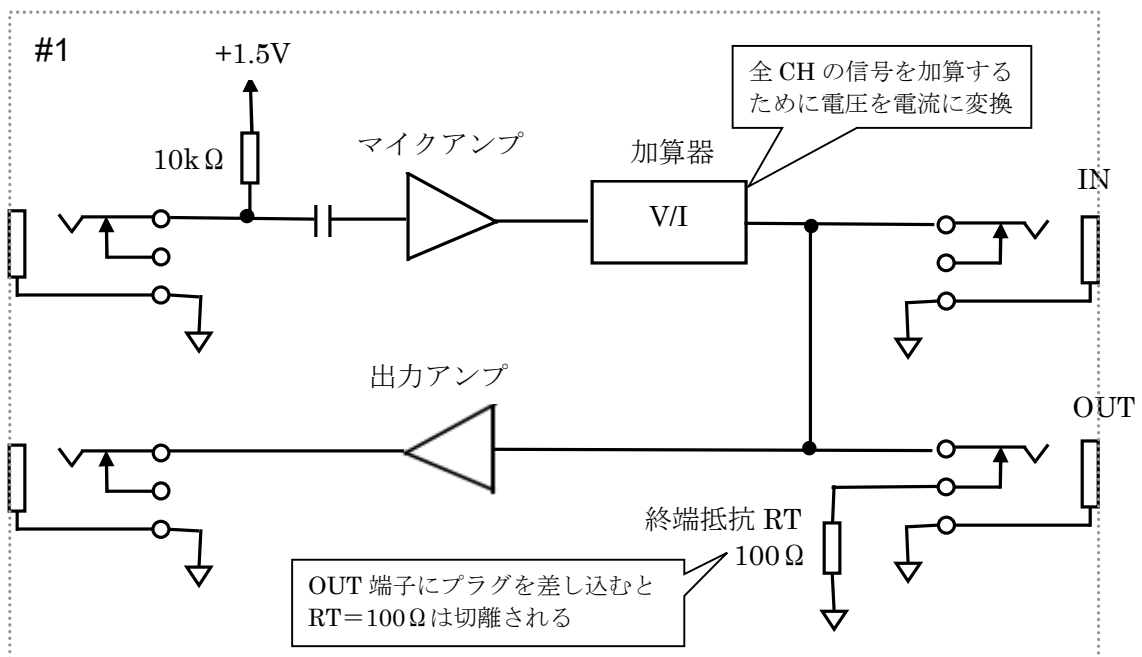 #1
+1.5V
全 CH の信号を加算する
ために電圧を電流に変換
マイクアンプ
加算器
10kΩ
V/I
IN
出力アンプ
OUT
終端抵抗 RT
100Ω
OUT 端子にプラグを差し込むと
RT=100Ωは切離される